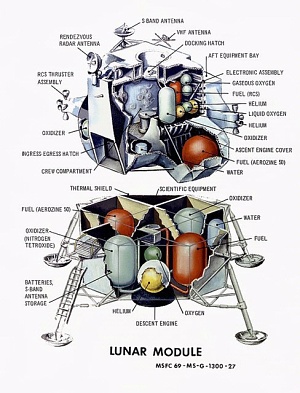 S BAND ANTENNA
RENDEZVOUS
RADAR ANTENNA
VHF ANTENNA
DOCKING HATCH
AFT EQUIPMENT BAY
RCS THRUSTER
ASSEMBLY
ELECTRONIC ASSEMBLY
GASEOUS OXYGEN
FUEL (RCS)
HELIUM
LIQUID OXYGEN
HELIUM
OXIDIZER
OXIDIZER
INGRESS EGRESS HATCH
ASCENT ENGINE COVER
FUEL (AEROZINE 50)
CREW COMPARTMENT
WATER
THERMAL SHIELD
SCIENTIFIC EQUIPMENT
OXIDIZER
FUEL (AEROZINE 50)
WATER
OXIDIZER
(NITROGEN
TETROXIDE)
FUEL
BATTERIES,
S-BAND
ANTENNA
STORAGE
HELIUM
OXYGEN
DESCENT ENGINE
LUNAR MODULE
MSFC 69-MS-G-1300-27